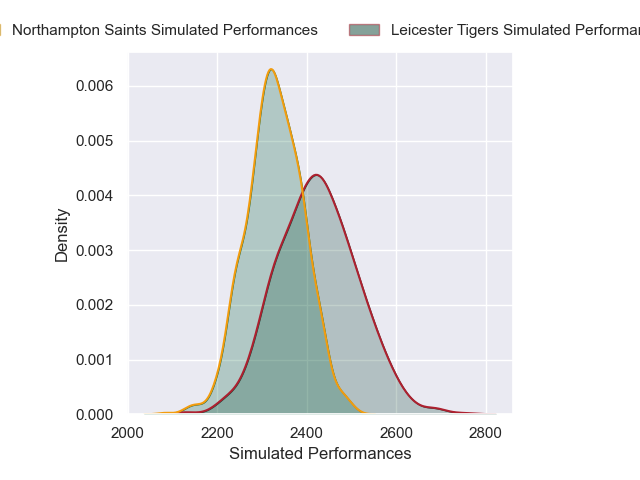 Northampton Saints Simulated Performances
Leicester Tigers Simulated
0.006
0.005
0.004
0.003
0.002
0.001
0.000
Density
2000 2200 2400 2600 2800
Simulated Performances